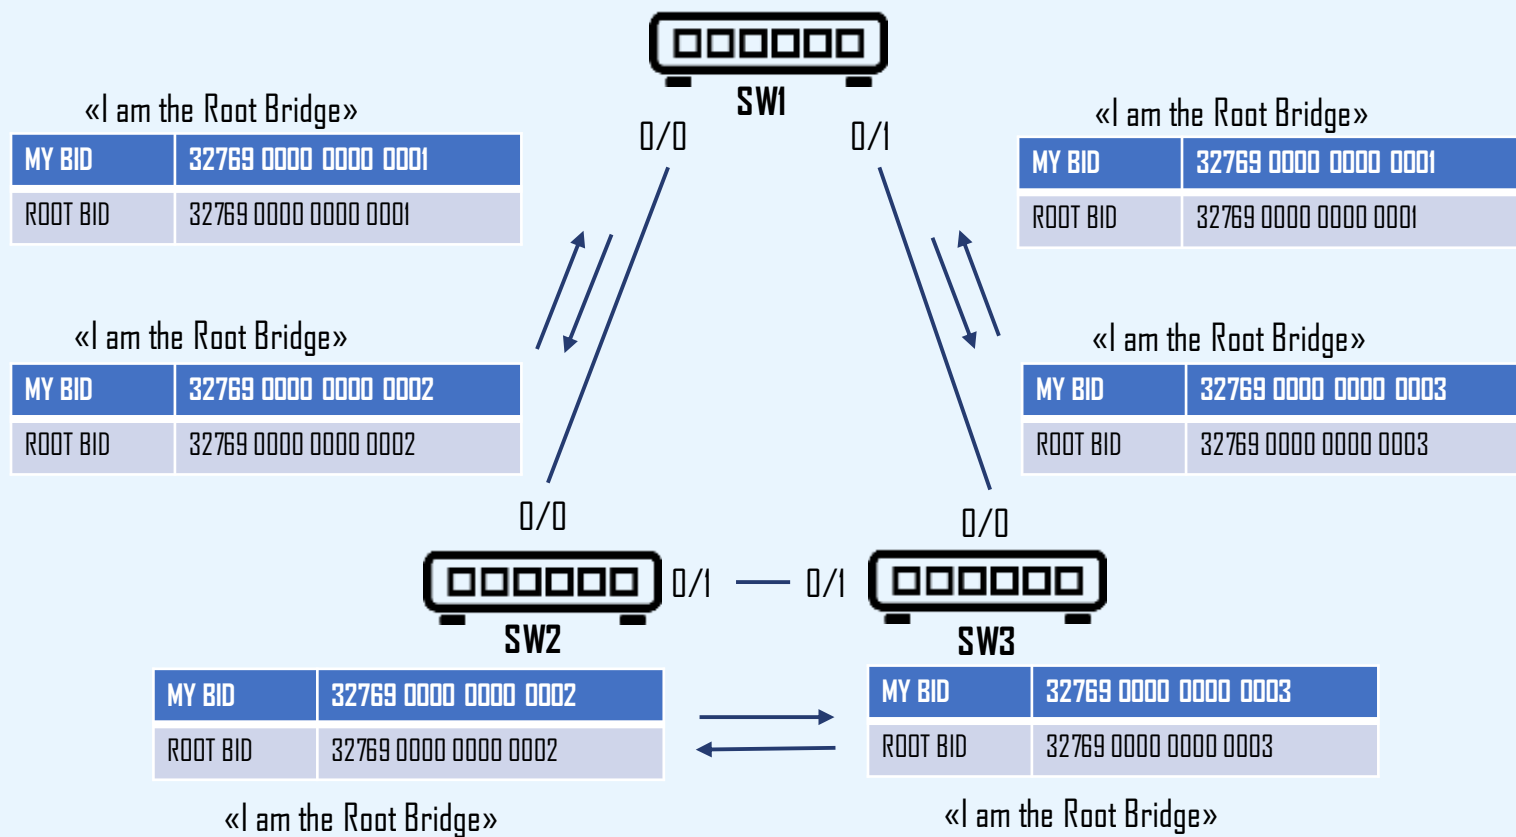 SW1
«I am the Root Bridge»
MY BID 32769 0000 0000 0001
ROOT BID 32769 0000 0000 0001
0/0
0/1
«I am the Root Bridge»
MY BID 32769 0000 0000 0001
ROOT BID 32769 0000 0000 0001
«I am the Root Bridge»
MY BID 32769 0000 0000 0002
ROOT BID 32769 0000 0000 0002
«I am the Root Bridge»
MY BID 32769 0000 0000 0003
ROOT BID 32769 0000 0000 0003
0/0
0/0
0/1
0/1
SW2
SW3
MY BID 32769 0000 0000 0002
ROOT BID 32769 0000 0000 0002
«I am the Root Bridge»
MY BID 32769 0000 0000 0003
ROOT BID 32769 0000 0000 0003
«I am the Root Bridge»